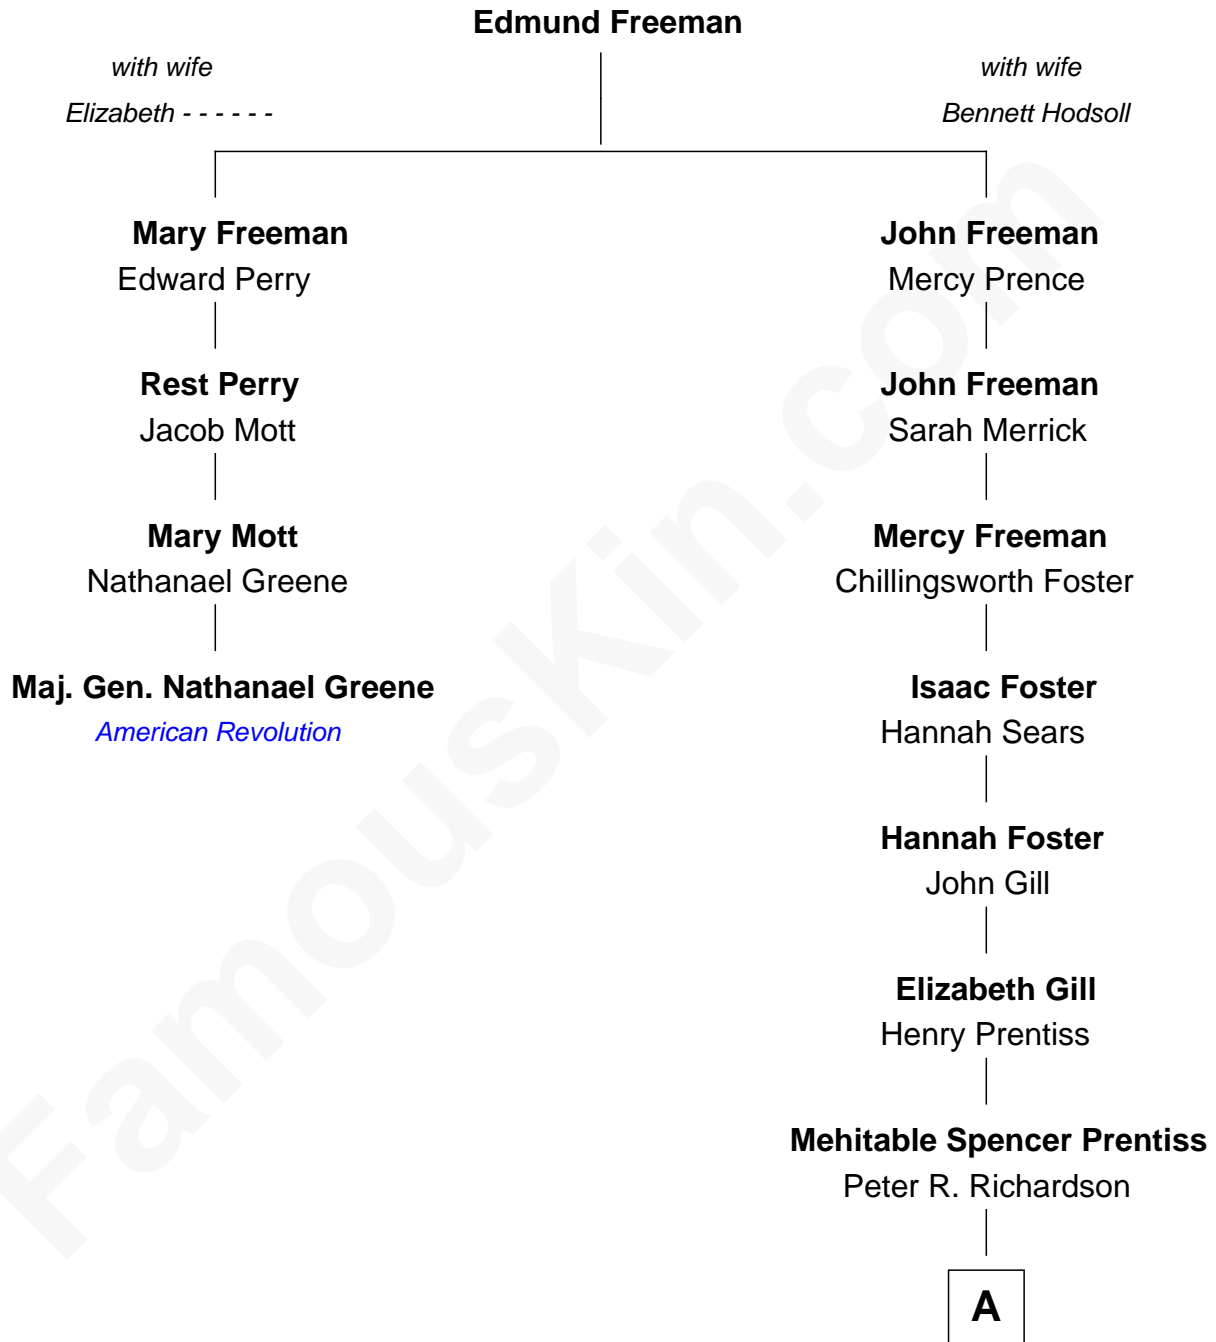 Edmund Freeman
with wife
Elizabeth - - - - - -
with wife
Bennett Hodsoll
Mary Freeman
Edward Perry
John Freeman
Mercy Prence
Rest Perry
Jacob Mott
John Freeman
Sarah Merrick
Mary Mott
Nathanael Greene
Mercy Freeman
Chillingsworth Foster
Maj. Gen. Nathanael Greene
American Revolution
Isaac Foster
Hannah Sears
Hannah Foster
John Gill
Elizabeth Gill
Henry Prentiss
Mehitable Spencer Prentiss
Peter R. Richardson
A
FamousKin.com